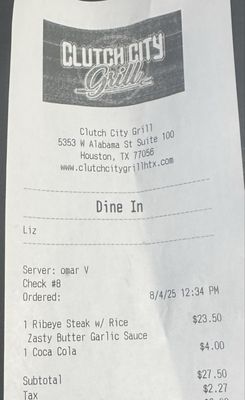 CLUTCH CITY
Grill
Clutch City Grill
5353 W Alabama St Suite 100
Houston, TX 77056
www.clutchcitygrillhtx.com
Dine In
Liz
Server: omar V
Check #8
Ordered: 8/4/25 12:34 PM
1 Ribeye Steak w/ Rice $23.50
Zasty Butter Garlic Sauce
1 Coca Cola $4.00
Subtotal $27.50
Tax $2.27